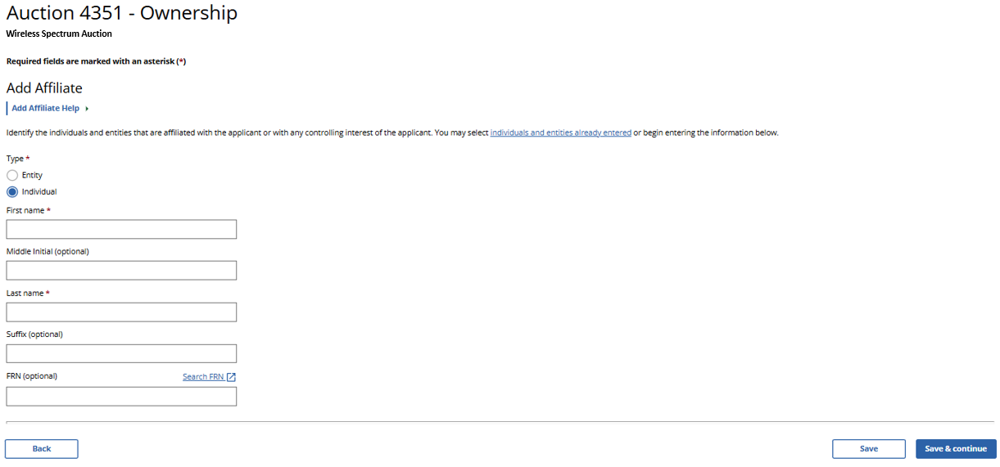 Auction 4351 - Ownership
Wireless Spectrum Auction
Required fields are marked with an asterisk (*)
Add Affiliate
Add Affiliate Help
Identify the individuals and entities that are affiliated with the applicant or with any controlling interest of the applicant. You may select individuals and entities already entered or begin entering the information below.
Type *
Entity
Individual
First name *
Middle Initial (optional)
Last name *
Suffix (optional)
FRN (optional) Search FRN
Back Save Save & continue